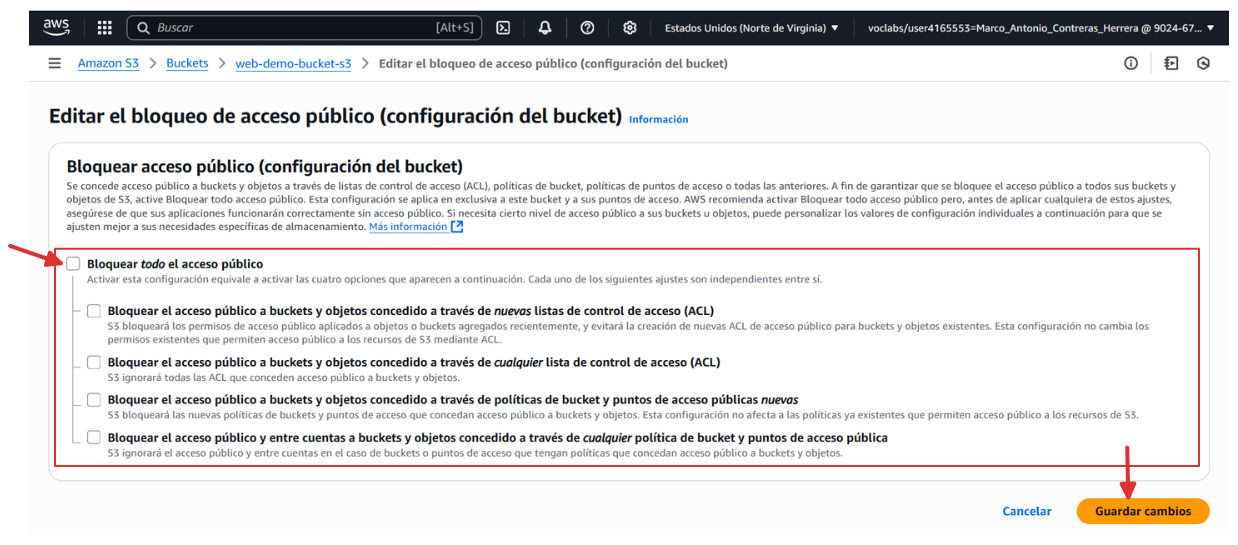 aws
Buscar [Alt+S] Estados Unidos (Norte de Virginia) ▼ voclabs/user4165553=Marco_Antonio_Contreras_Herrera @ 9024-67... ▼
Amazon S3 > Buckets > web-demo-bucket-s3 > Editar el bloqueo de acceso público (configuración del bucket)
Editar el bloqueo de acceso público (configuración del bucket) Información
Bloquear acceso público (configuración del bucket)
Se concede acceso público a buckets y objetos a través de listas de control de acceso (ACL), políticas de bucket, políticas de puntos de acceso o todas las anteriores. A fin de garantizar que se bloquee el acceso público a todos sus buckets y
objetos de S3, active Bloquear todo acceso público. Esta configuración se aplica en exclusiva a este bucket y a sus puntos de acceso. AWS recomienda activar Bloquear todo acceso público pero, antes de aplicar cualquiera de estos ajustes,
asegúrese de que sus aplicaciones funcionarán correctamente sin acceso público. Si necesita cierto nivel de acceso público a sus buckets u objetos, puede personalizar los valores de configuración individuales a continuación para que se
ajusten mejor a sus necesidades específicas de almacenamiento. Más información
Bloquear todo el acceso público
Activar esta configuración equivale a activar las cuatro opciones que aparecen a continuación. Cada uno de los siguientes ajustes son independientes entre sí.
Bloquear el acceso público a buckets y objetos concedido a través de nuevas listas de control de acceso (ACL)
S3 bloqueará los permisos de acceso público aplicados a objetos o buckets agregados recientemente, y evitará la creación de nuevas ACL de acceso público para buckets y objetos existentes. Esta configuración no cambia los
permisos existentes que permiten acceso público a los recursos de S3 mediante ACL.
Bloquear el acceso público a buckets y objetos concedido a través de cualquier lista de control de acceso (ACL)
S3 ignorará todas las ACL que conceden acceso público a buckets y objetos.
Bloquear el acceso público a buckets y objetos concedido a través de políticas de bucket y puntos de acceso públicas nuevas
S3 bloqueará las nuevas políticas de buckets y puntos de acceso que concedan acceso público a buckets y objetos. Esta configuración no afecta a las políticas ya existentes que permiten acceso público a los recursos de S3.
Bloquear el acceso público y entre cuentas a buckets y objetos concedido a través de cualquier política de bucket y puntos de acceso pública
S3 ignorará el acceso público y entre cuentas en el caso de buckets o puntos de acceso que tengan políticas que concedan acceso público a buckets y objetos.
Cancelar Guardar cambios